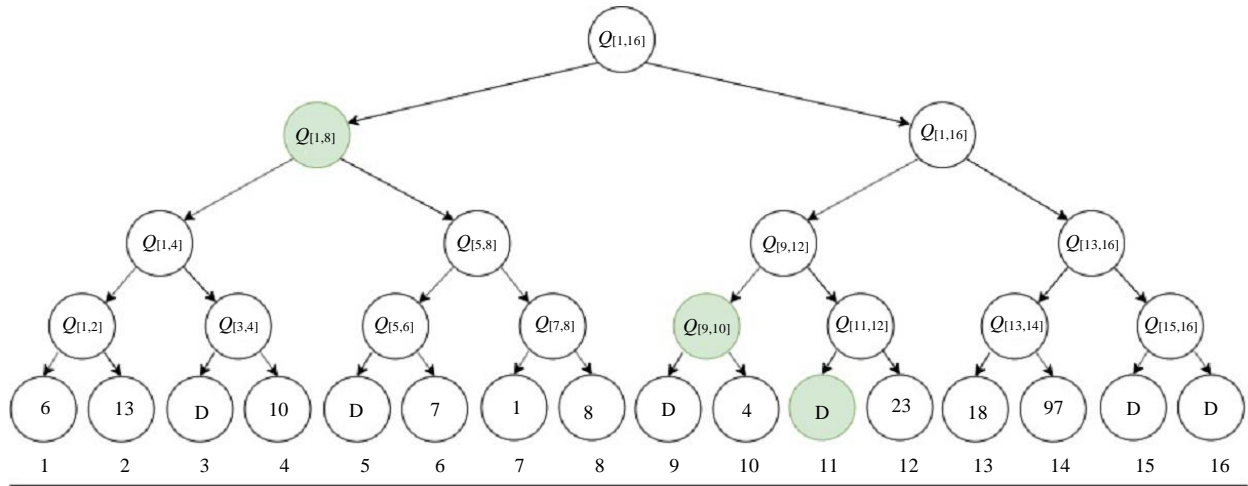 Q[1,16]
Q[1,8] Q[1,16]
Q[1,4] Q[5,8] Q[9,12] Q[13,16]
Q[1,2] Q[3,4] Q[5,6] Q[7,8] Q[9,10] Q[11,12] Q[13,14] Q[15,16]
6 13 D 10 D 7 1 8 D 4 D 23 18 97 D D
1 2 3 4 5 6 7 8 9 10 11 12 13 14 15 16